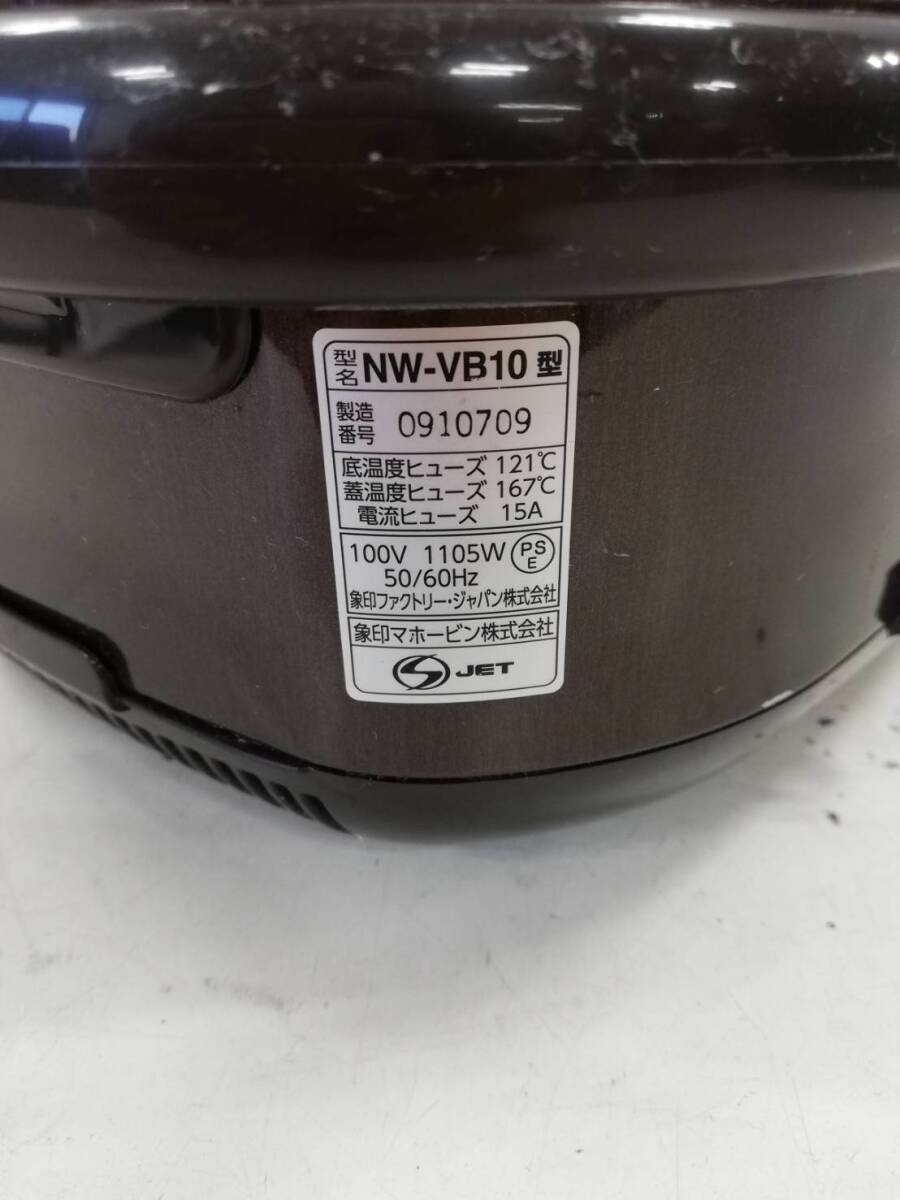 型名 NW-VB10 型
製造番号 0910709
底温度ヒューズ 121℃
蓋温度ヒューズ 167℃
電流ヒューズ 15A
100V 1105W PSE
50/60Hz
象印ファクトリー・ジャパン株式会社
象印マホービン株式会社
JET